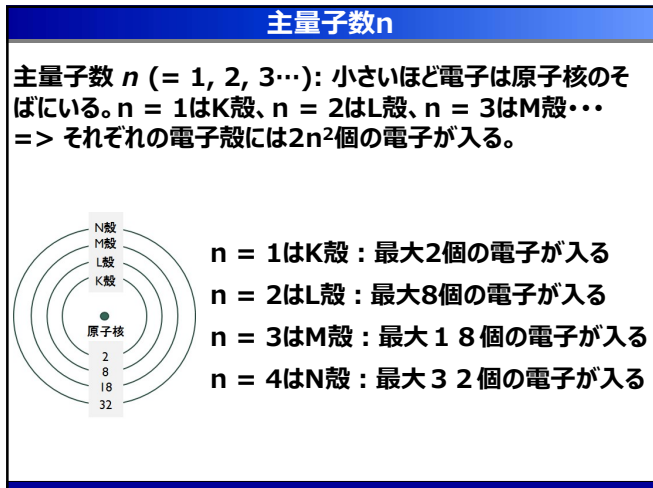 主量子数n
主量子数 n (= 1, 2, 3…): 小さいほど電子は原子核のそ
ばにいる。n = 1はK殻、n = 2はL殻、n = 3はM殻･･･
=> それぞれの電子殻には2n²個の電子が入る。
N殻
M殻
L殻
K殻
原子核
2
8
18
32
n = 1はK殻：最大2個の電子が入る
n = 2はL殻：最大8個の電子が入る
n = 3はM殻：最大１８個の電子が入る
n = 4はN殻：最大３２個の電子が入る